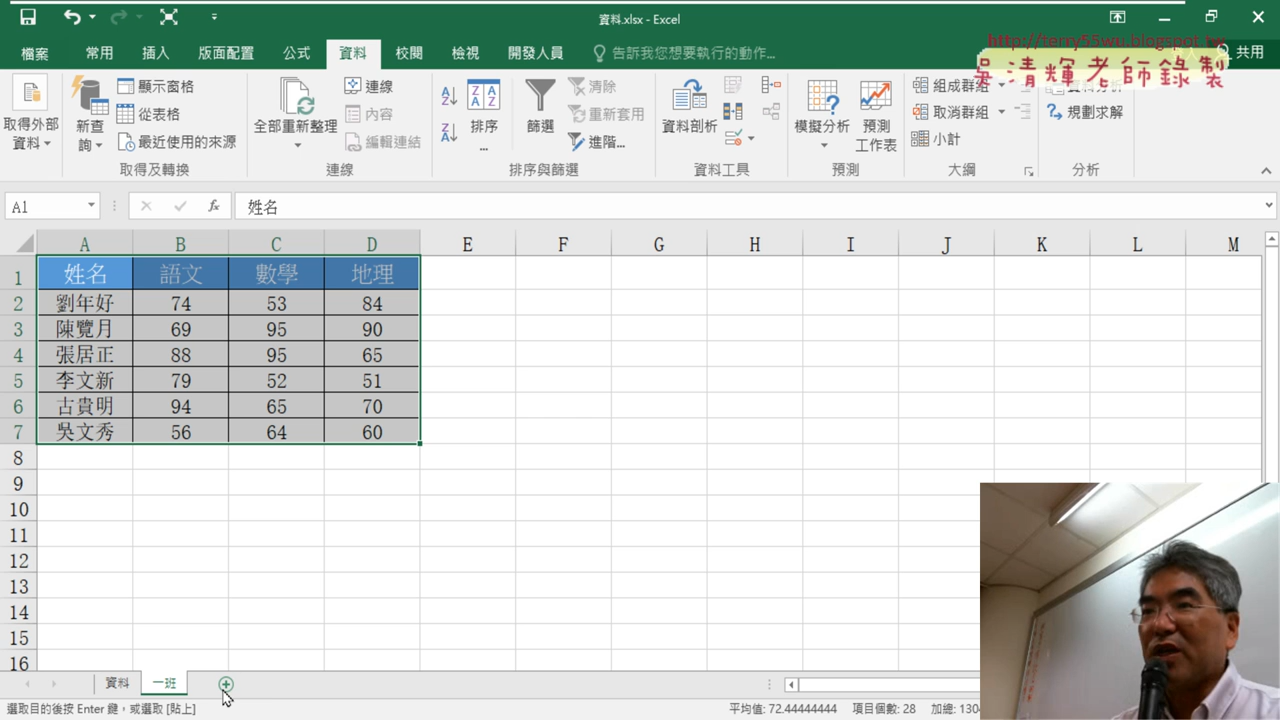 資料.xlsx - Excel
http://terry55wu.blogspot.tw
吳清輝老師錄製
檔案 常用 插入 版面配置 公式 資料 校閱 檢視 開發人員 告訴我您想要執行的動作... 共用
取得外部資料 新查詢 顯示窗格 從表格 最近使用的來源 全部重新整理 連線 內容 編輯連結 排序... 篩選 清除 重新套用 進階... 資料剖析 模擬分析 預測工作表 組成群組 取消群組 小計 規劃求解
取得及轉換 連線 排序與篩選 資料工具 預測 大綱 分析
A1 fx 姓名
A B C D E F G H I J K L M
1 姓名 語文 數學 地理
2 劉年好 74 53 84
3 陳覽月 69 95 90
4 張居正 88 95 65
5 李文新 79 52 51
6 古貴明 94 65 70
7 吳文秀 56 64 60
8
9
10
11
12
13
14
15
16
資料 一班
選取目的後按 Enter 鍵，或選取 [貼上] 平均值: 72.44444444 項目個數: 28 加總: 130